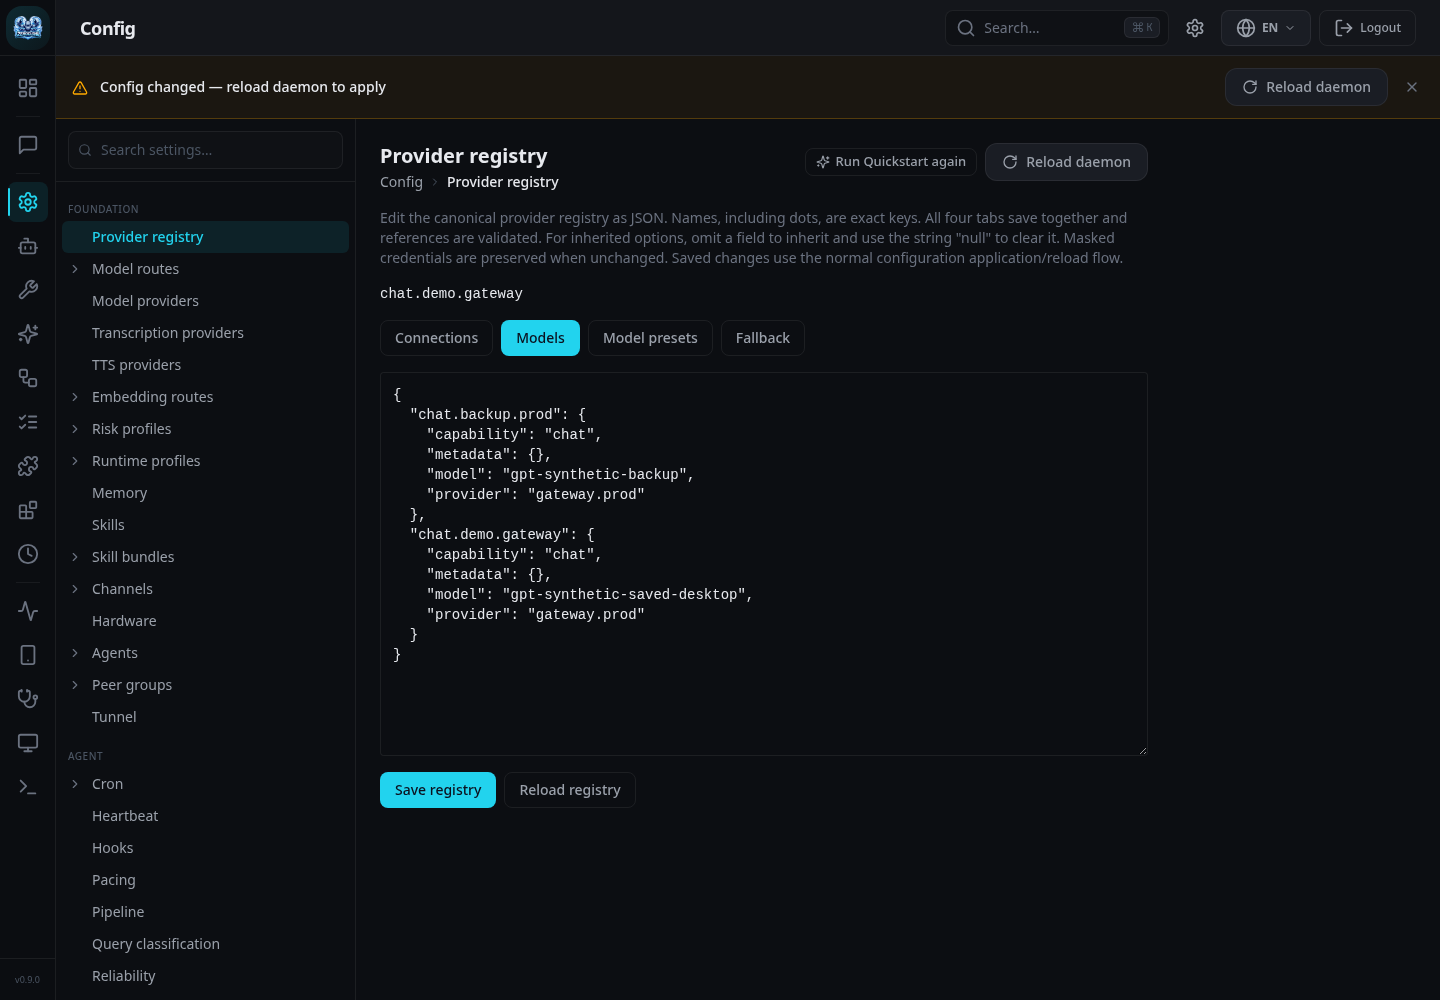 Config
Search...
⌘ K
EN
Logout
Config changed — reload daemon to apply
Reload daemon
Search settings...
FOUNDATION
Provider registry
Model routes
Model providers
Transcription providers
TTS providers
Embedding routes
Risk profiles
Runtime profiles
Memory
Skills
Skill bundles
Channels
Hardware
Agents
Peer groups
Tunnel
AGENT
Cron
Heartbeat
Hooks
Pacing
Pipeline
Query classification
Reliability
v0.9.0
Provider registry
Config > Provider registry
Run Quickstart again
Reload daemon
Edit the canonical provider registry as JSON. Names, including dots, are exact keys. All four tabs save together and
references are validated. For inherited options, omit a field to inherit and use the string "null" to clear it. Masked
credentials are preserved when unchanged. Saved changes use the normal configuration application/reload flow.
chat.demo.gateway
Connections
Models
Model presets
Fallback
{
  "chat.backup.prod": {
    "capability": "chat",
    "metadata": {},
    "model": "gpt-synthetic-backup",
    "provider": "gateway.prod"
  },
  "chat.demo.gateway": {
    "capability": "chat",
    "metadata": {},
    "model": "gpt-synthetic-saved-desktop",
    "provider": "gateway.prod"
  }
}
Save registry
Reload registry